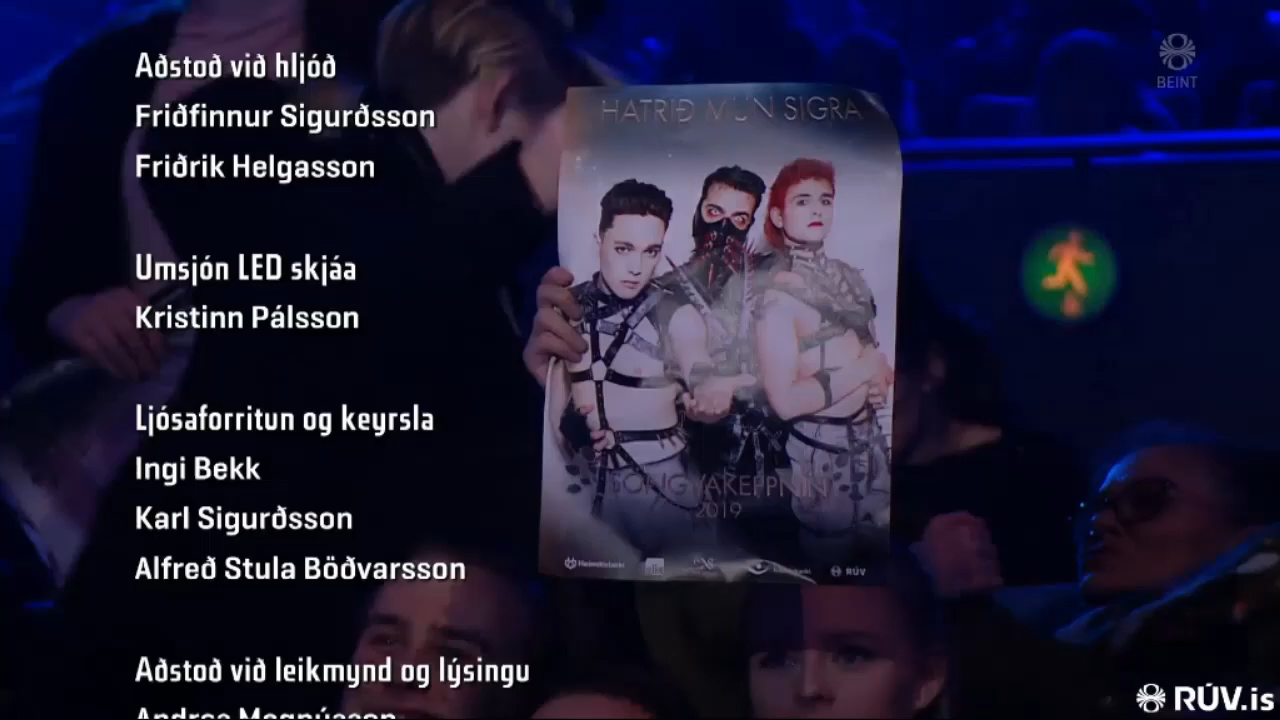 Aðstoð við hljóð
Friðfinnur Sigurðsson
Friðrik Helgasson
Umsjón LED skjáa
Kristinn Pálsson
Ljósaforritun og keyrsla
Ingi Bekk
Karl Sigurðsson
Alfreð Stula Böðvarsson
Aðstoð við leikmynd og lýsingu
HATRIÐ MUN SIGRA
SÖNGVAKEPPNIN
2019
RÚV
BEINT
RÚV.is